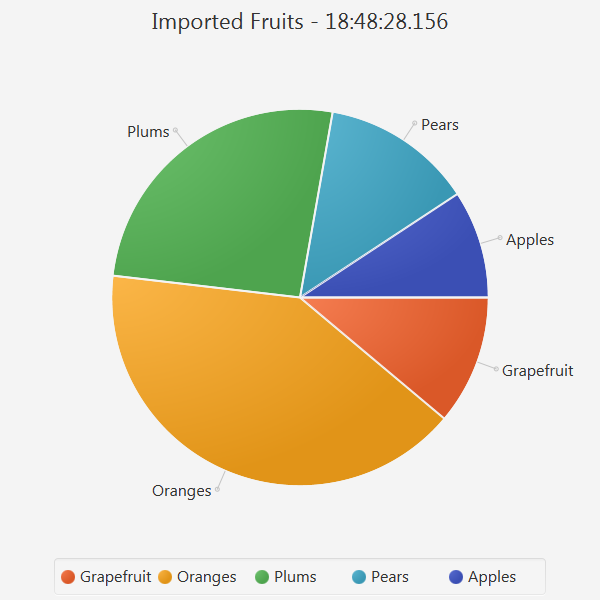 Imported Fruits - 18:48:28.156
Plums
Pears
Apples
Grapefruit
Oranges
Grapefruit Oranges Plums Pears Apples